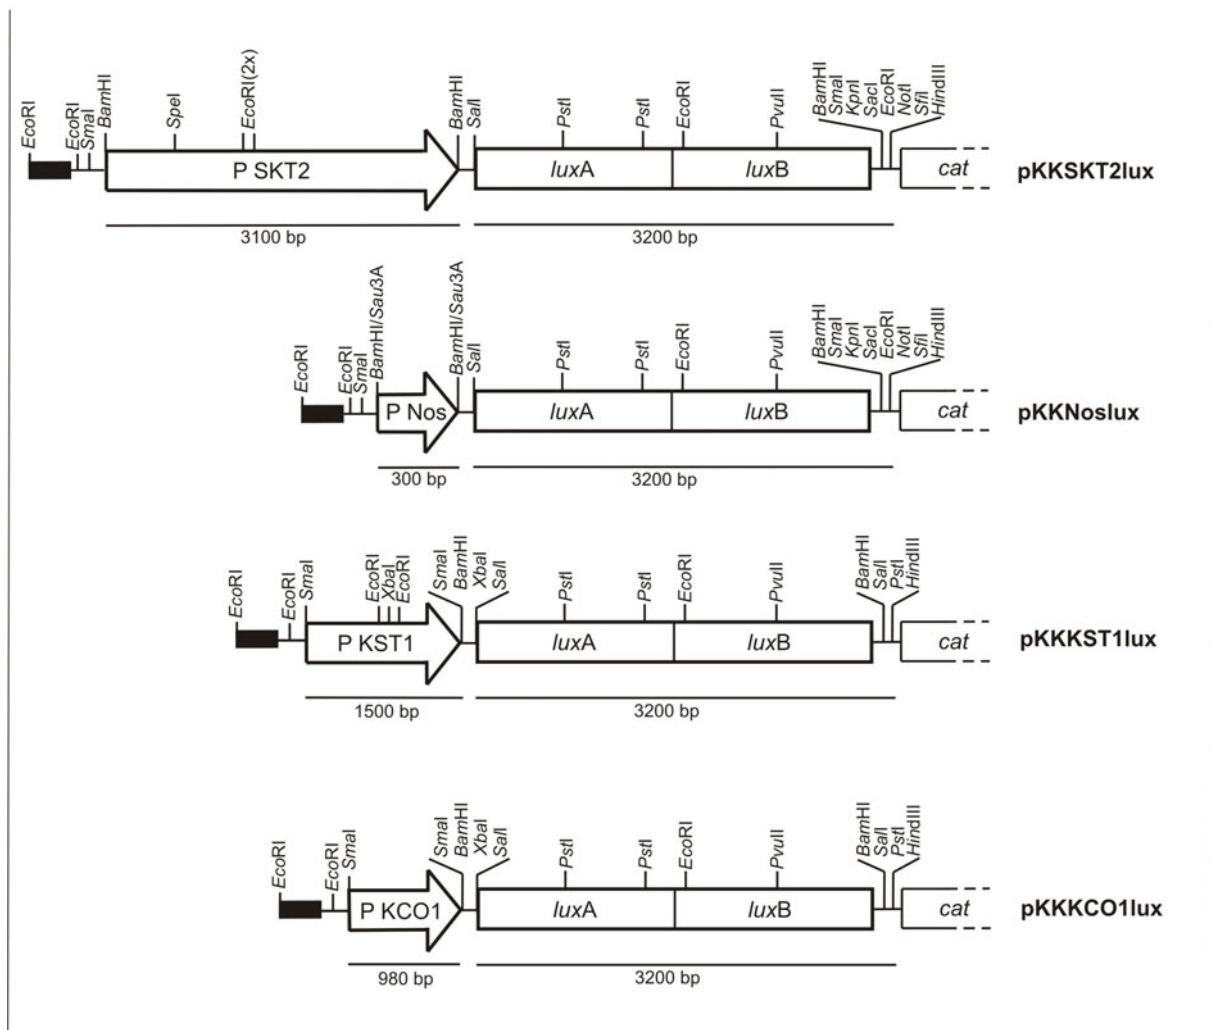 EcoRI
EcoRI
SmaI
BamHI
SpeI
EcoRI(2x)
BamHI
SalI
PstI
PstI
EcoRI
PvuII
BamHI
SmaI
KpnI
SacI
EcoRI
NotI
SfiI
HindIII
P SKT2
luxA
luxB
cat
pKKSKT2lux
3100 bp
3200 bp
EcoRI
EcoRI
SmaI
BamHI/Sau3A
BamHI/Sau3A
SalI
PstI
PstI
EcoRI
PvuII
BamHI
SmaI
KpnI
SacI
EcoRI
NotI
SfiI
HindIII
P Nos
luxA
luxB
cat
pKKNoslux
300 bp
3200 bp
EcoRI
EcoRI
SmaI
EcoRI
XbaI
EcoRI
SmaI
BamHI
XbaI
SalI
PstI
PstI
EcoRI
PvuII
BamHI
SalI
PstI
HindIII
P KST1
luxA
luxB
cat
pKKKST1lux
1500 bp
3200 bp
EcoRI
EcoRI
SmaI
SmaI
BamHI
XbaI
SalI
PstI
PstI
EcoRI
PvuII
BamHI
SalI
PstI
HindIII
P KCO1
luxA
luxB
cat
pKKKCO1lux
980 bp
3200 bp